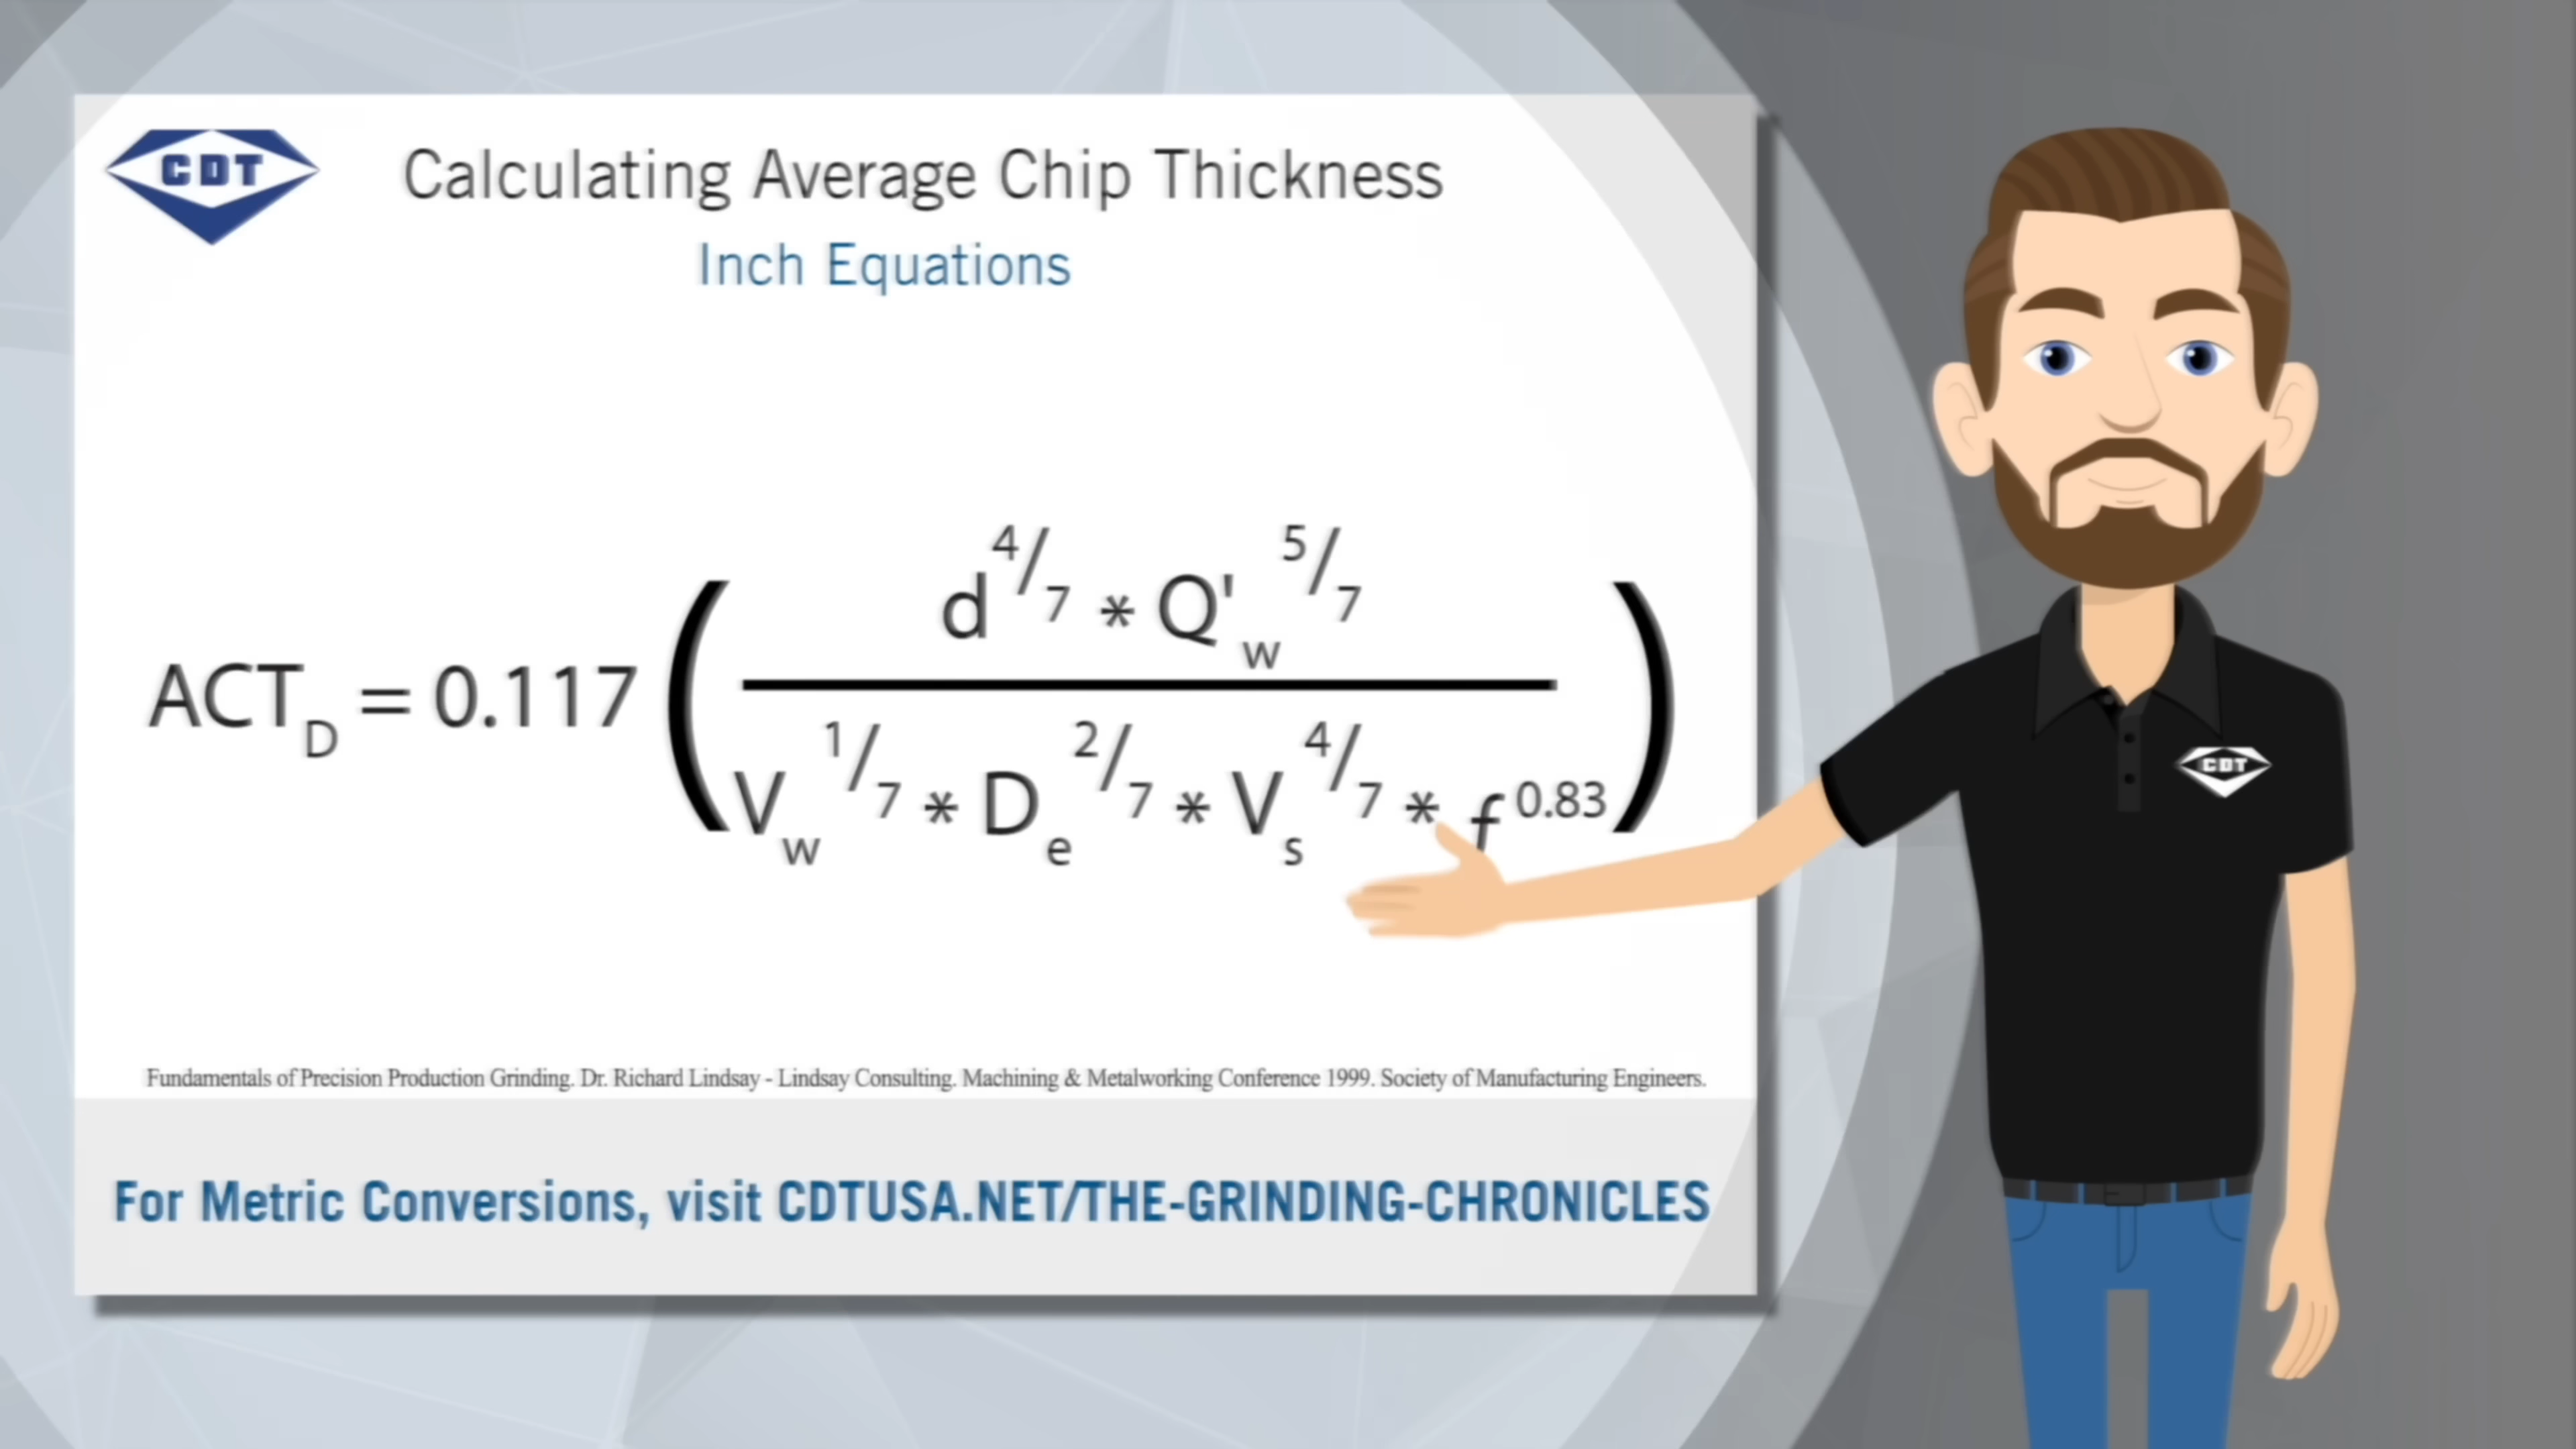 CDT
Calculating Average Chip Thickness
Inch Equations
d^4/7 * Q'_w^5/7
ACT_D = 0.117 ( / )
V_w^1/7 * D_e^2/7 * V_s^4/7 * f^0.83
CDT
Fundamentals of Precision Production Grinding. Dr. Richard Lindsay - Lindsay Consulting. Machining & Metalworking Conference 1999. Society of Manufacturing Engineers.
For Metric Conversions, visit CDTUSA.NET/THE-GRINDING-CHRONICLES